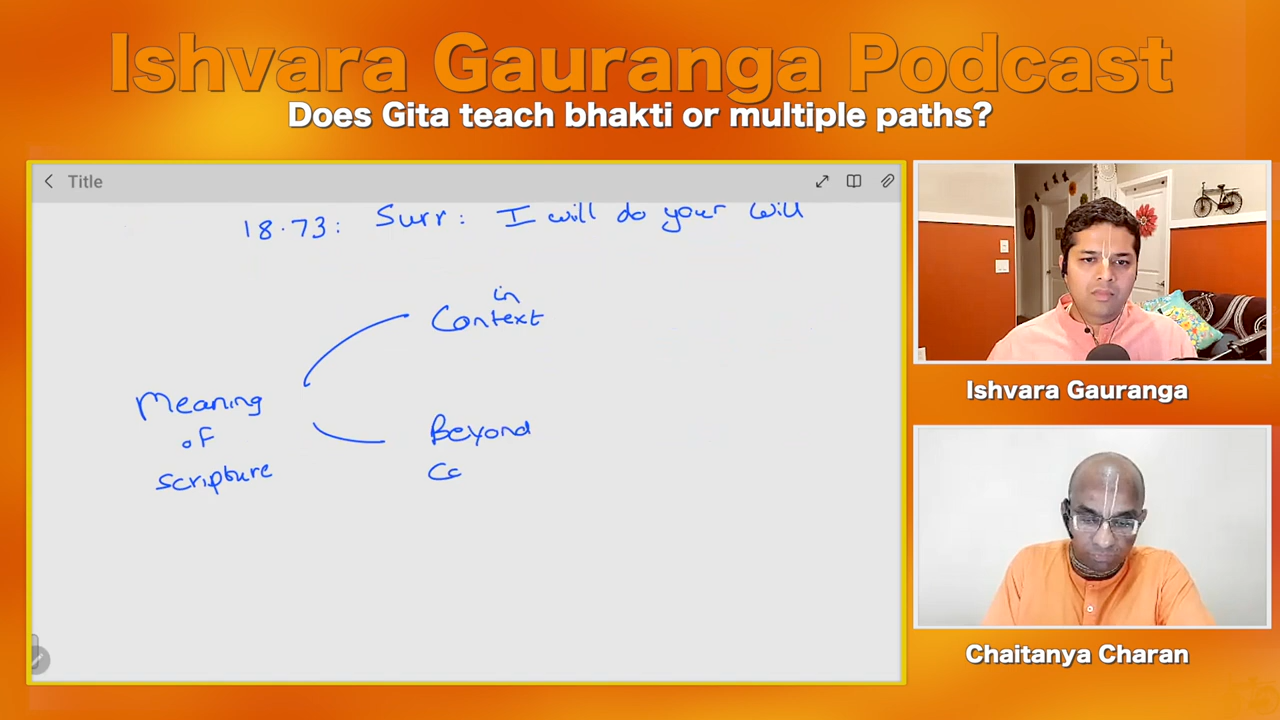 Ishvara Gauranga Podcast
Does Gita teach bhakti or multiple paths?
Title
18.73: Surr: I will do your will
in
Context
Meaning
of
scripture
Beyond
Co
Ishvara Gauranga
Chaitanya Charan